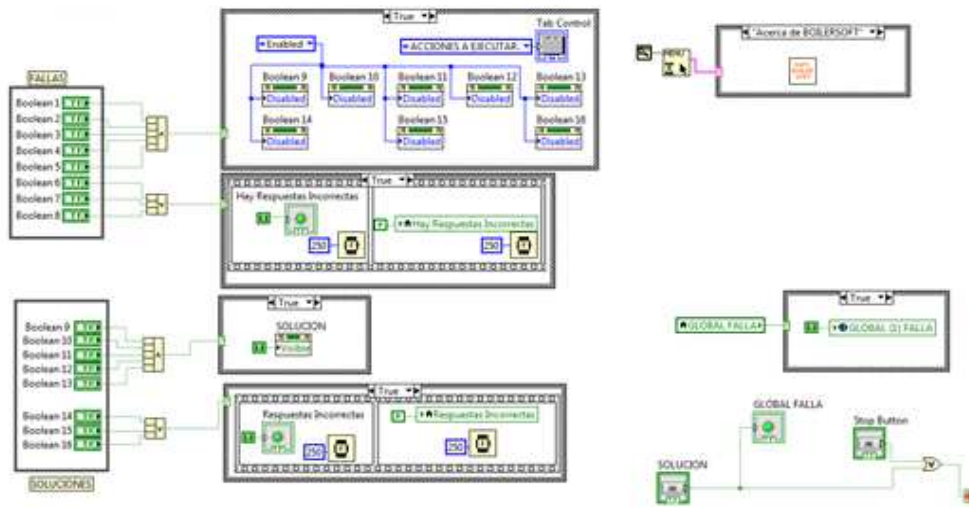 True
Tab Control
Enabled
ACCIONES A EJECUTAR.
Boolean 9
Boolean 10
Boolean 11
Boolean 12
Boolean 13
Disabled
Disabled
Disabled
Disabled
Disabled
Boolean 14
Boolean 15
Boolean 16
Disabled
Disabled
Disabled
"Acerca de BOILERSOFT"
MENU
FALLAS
Boolean 1
Boolean 2
Boolean 3
Boolean 4
Boolean 5
Boolean 6
Boolean 7
Boolean 8
True
Hay Respuestas Incorrectas
250
Hay Respuestas Incorrectas
250
True
SOLUCIÓN
Visible
Boolean 9
Boolean 10
Boolean 11
Boolean 12
Boolean 13
Boolean 14
Boolean 15
Boolean 16
SOLUCIONES
True
Respuestas Incorrectas
250
Respuestas Incorrectas
250
True
GLOBAL FALLA
GLOBAL (1) FALLA
GLOBAL FALLA
Stop Button
SOLUCIÓN